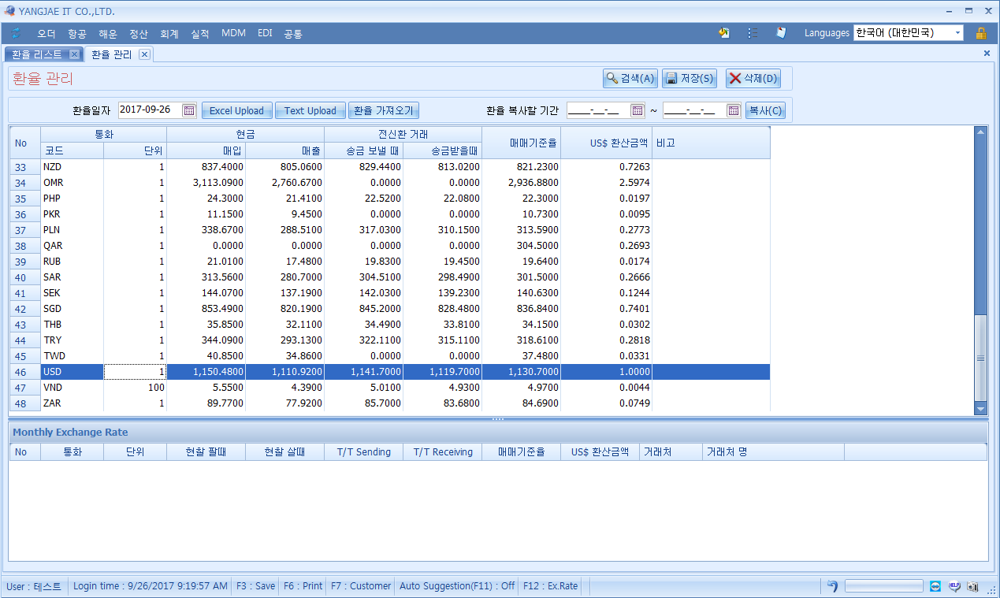 YANGJAE IT CO.,LTD.
오더 항공 해운 정산 회계 실적 MDM EDI 공통 Languages 한국어 (대한민국)
환율 리스트 환율 관리
환율 관리 검색(A) 저장(S) 삭제(D)
환율일자 2017-09-26 Excel Upload Text Upload 환율 가져오기 환율 복사할 기간 ____-__-__ ~ ____-__-__ 복사(C)
No 통화 현금 전신환 거래 매매기준율 US$ 환산금액 비고
코드 단위 매입 매출 송금 보낼 때 송금받을때
33 NZD 1 837.4000 805.0600 829.4400 813.0200 821.2300 0.7263
34 OMR 1 3,113.0900 2,760.6700 0.0000 0.0000 2,936.8800 2.5974
35 PHP 1 24.3000 21.4100 22.5200 22.0800 22.3000 0.0197
36 PKR 1 11.1500 9.4500 0.0000 0.0000 10.7300 0.0095
37 PLN 1 338.6700 288.5100 317.0300 310.1500 313.5900 0.2773
38 QAR 1 0.0000 0.0000 0.0000 0.0000 304.5000 0.2693
39 RUB 1 21.0100 17.4800 19.8300 19.4500 19.6400 0.0174
40 SAR 1 313.5600 280.7000 304.5100 298.4900 301.5000 0.2666
41 SEK 1 144.0700 137.1900 142.0300 139.2300 140.6300 0.1244
42 SGD 1 853.4900 820.1900 845.2000 828.4800 836.8400 0.7401
43 THB 1 35.8500 32.1100 34.4900 33.8100 34.1500 0.0302
44 TRY 1 344.0900 293.1300 322.1100 315.1100 318.6100 0.2818
45 TWD 1 40.8500 34.8600 0.0000 0.0000 37.4800 0.0331
46 USD 1 1,150.4800 1,110.9200 1,141.7000 1,119.7000 1,130.7000 1.0000
47 VND 100 5.5500 4.3900 5.0100 4.9300 4.9700 0.0044
48 ZAR 1 89.7700 77.9200 85.7000 83.6800 84.6900 0.0749
Monthly Exchange Rate
No 통화 단위 현찰 팔때 현찰 살때 T/T Sending T/T Receiving 매매기준율 US$ 환산금액 거래처 거래처 명
User : 테스트 Login time : 9/26/2017 9:19:57 AM F3 : Save F6 : Print F7 : Customer Auto Suggestion(F11) : Off F12 : Ex.Rate HELP